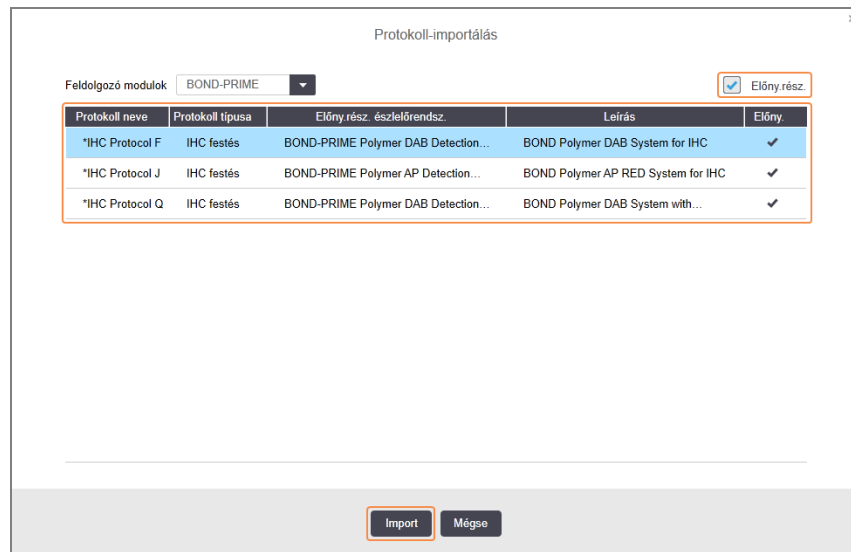 Protokoll-importálás
Feldolgozó modulok BOND-PRIME Előny.rész.
Protokoll neve Protokoll típusa Előny.rész. észlelőrendsz. Leírás Előny.
*IHC Protocol F IHC festés BOND-PRIME Polymer DAB Detection... BOND Polymer DAB System for IHC ✔
*IHC Protocol J IHC festés BOND-PRIME Polymer AP Detection... BOND Polymer AP RED System for IHC ✔
*IHC Protocol Q IHC festés BOND-PRIME Polymer DAB Detection... BOND Polymer DAB System with... ✔
Import Mégse